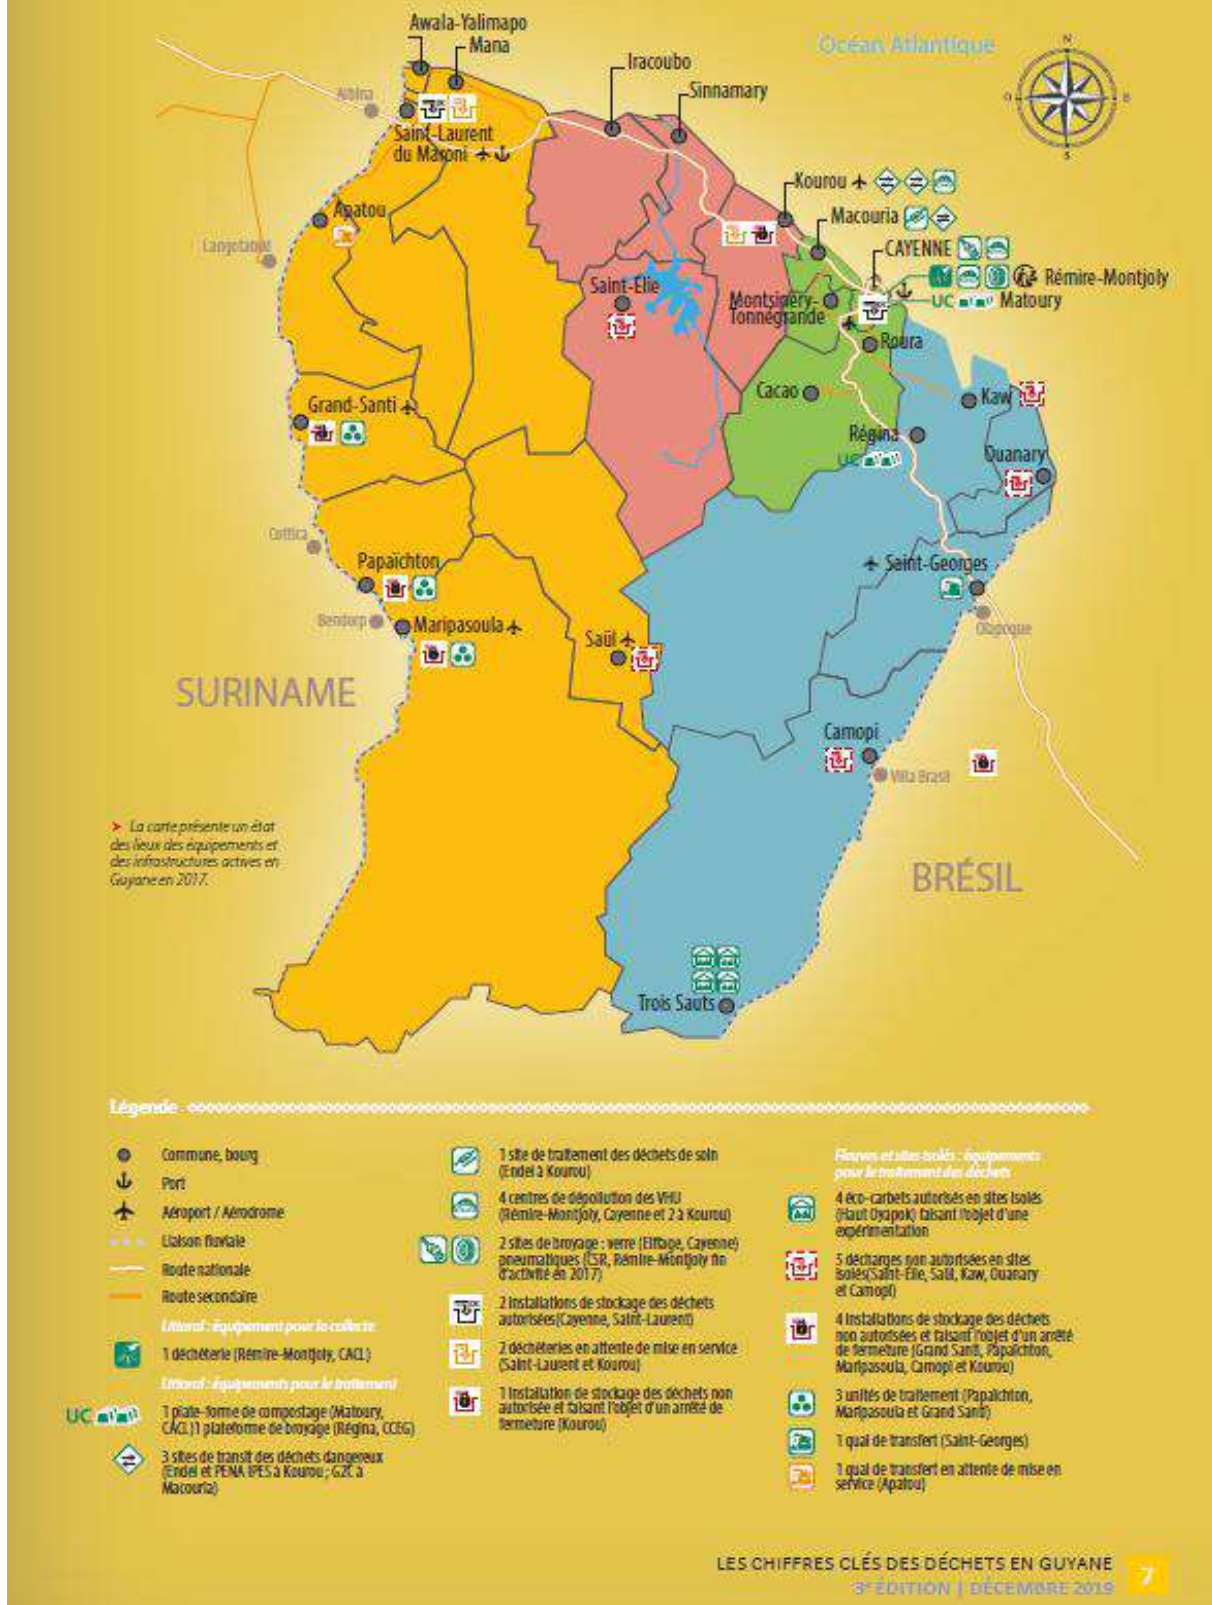 Awala-Yalimapo
Mana
Océan Atlantique
N
O
E
S
Iracoubo
Sinnamary
Albina
Saint-Laurent
du Maroni
Kourou
Macouria
Apatou
CAYENNE
Langatabiki
Rémire-Montjoly
UC Matoury
Saint-Elie
Montsinéry-
Tonnégrande
Roura
Cacao
Kaw
Grand-Santi
Régina
UC
Ouanary
Cottica
Papaïchton
Saint-Georges
Bendorp
Maripasoula
Oiapoque
Saül
SURINAME
Camopi
Villa Brasil
➤ La carte présente un état
des lieux des équipements et
des infrastructures actives en
Guyane en 2017.
BRÉSIL
Trois Sauts
Légende
Commune, bourg
Port
Aéroport / Aérodrome
Liaison fluviale
Route nationale
Route secondaire
Littoral : équipement pour la collecte
1 déchèterie (Rémire-Montjoly, CACL)
Littoral : équipements pour le traitement
UC 1 plate-forme de compostage (Matoury,
CACL)1 plateforme de broyage (Régina, CCEG)
3 sites de transit des déchets dangereux
(Endel et PENA IPES à Kourou ; G2C à
Macouria)
1 site de traitement des déchets de soin
(Endel à Kourou)
4 centres de dépollution des VHU
(Rémire-Montjoly, Cayenne et 2 à Kourou)
2 sites de broyage : verre (Eiffage, Cayenne)
pneumatiques (CSR, Rémire-Montjoly fin
d'activité en 2017)
2 installations de stockage des déchets
autorisées(Cayenne, Saint-Laurent)
2 déchèteries en attente de mise en service
(Saint-Laurent et Kourou)
1 installation de stockage des déchets non
autorisée et faisant l'objet d'un arrêté de
fermeture (Kourou)
Fleuves et sites isolés : équipements
pour le traitement des déchets
4 éco-carbets autorisés en sites isolés
(Haut Oyapok) faisant l'objet d'une
expérimentation
5 décharges non autorisées en sites
isolés(Saint-Élie, Saül, Kaw, Ouanary
et Camopi)
4 installations de stockage des déchets
non autorisées et faisant l'objet d'un arrêté
de fermeture (Grand Santi, Papaïchton,
Maripasoula, Camopi et Kourou)
3 unités de traitement (Papaïchton,
Maripasoula et Grand Santi)
1 quai de transfert (Saint-Georges)
1 quai de transfert en attente de mise en
service (Apatou)
LES CHIFFRES CLÉS DES DÉCHETS EN GUYANE
3e ÉDITION | DÉCEMBRE 2019
7